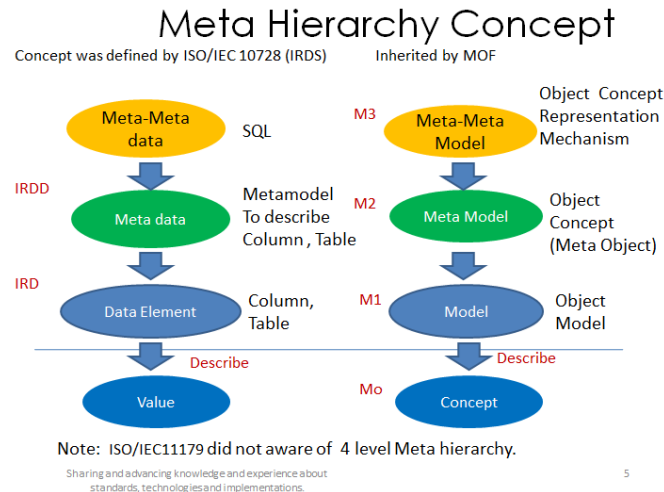 Meta Hierarchy Concept
Concept was defined by ISO/IEC 10728 (IRDS)
Inherited by MOF
Meta-Meta
data
SQL
IRDD
Meta data
Metamodel
To describe
Column , Table
IRD
Data Element
Column,
Table
Describe
Value
M3
Meta-Meta
Model
Object Concept
Representation
Mechanism
M2
Meta Model
Object
Concept
(Meta Object)
M1
Model
Object
Model
Describe
Mo
Concept
Note: ISO/IEC11179 did not aware of 4 level Meta hierarchy.
Sharing and advancing knowledge and experience about
standards, technologies and implementations.
5